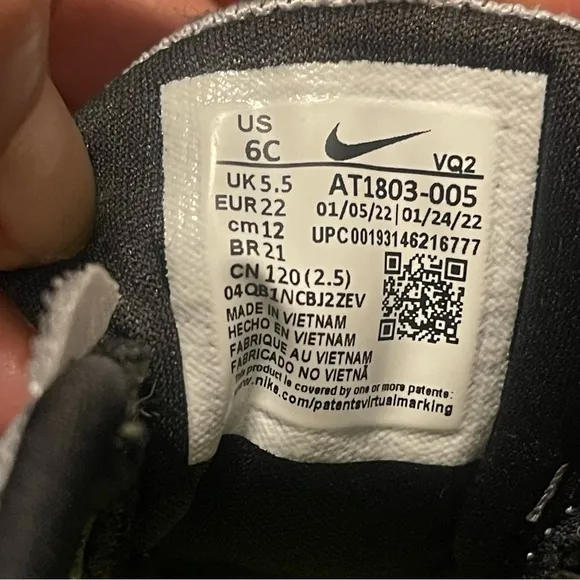 US
6C
VQ2
UK 5.5
AT1803-005
EUR 22
01/05/22|01/24/22
cm 12
UPC00193146216777
BR 21
CN 120 (2.5)
04QB1NCBJ2ZEV
MADE IN VIETNAM
HECHO EN VIETNAM
FABRIQUE AU VIETNAM
FABRICADO NO VIETNÃ
This product is covered by one or more patents:
www.nike.com/patentsvirtualmarking